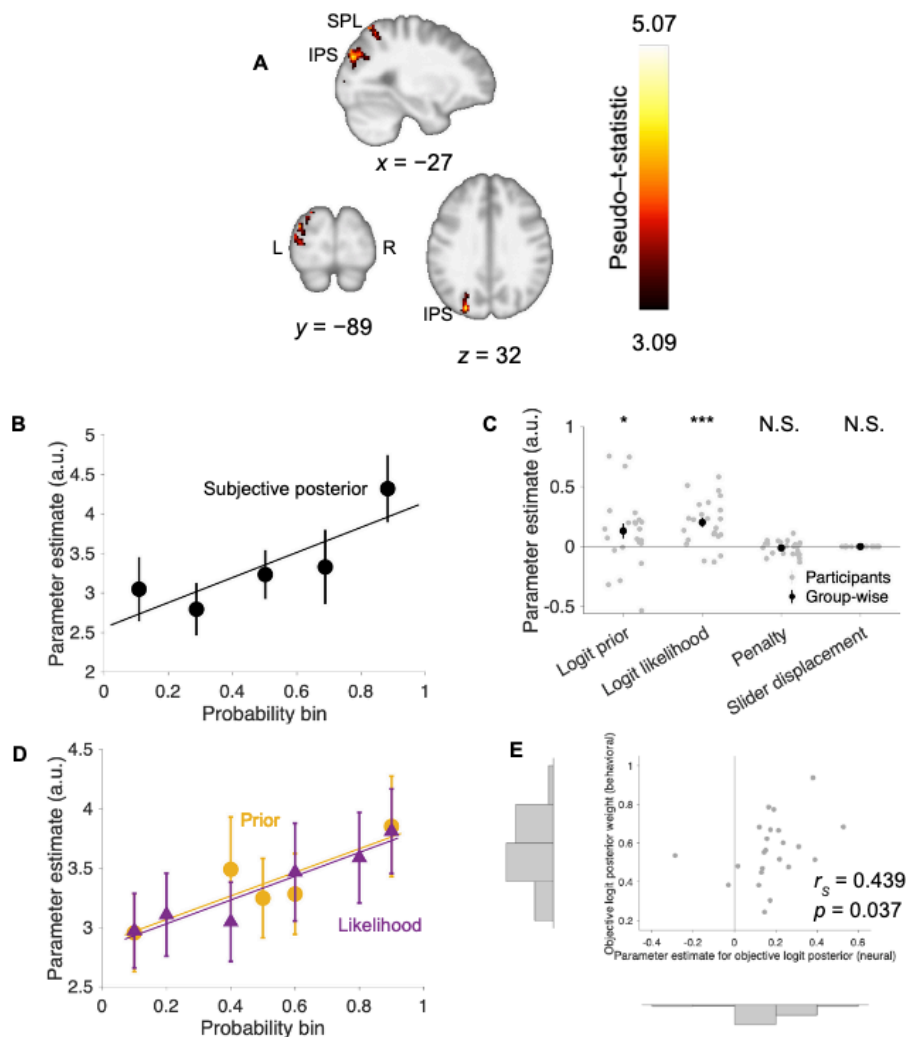 A
SPL
IPS
x = −27
L
R
y = −89
IPS
z = 32
5.07
Pseudo–t-statistic
3.09
B
Parameter estimate (a.u.)
5
4.5
4
3.5
3
2.5
2
Subjective posterior
0
0.2
0.4
0.6
0.8
1
Probability bin
C
Parameter estimate (a.u.)
1
0.5
0
-0.5
*
***
N.S.
N.S.
Participants
Group-wise
Logit prior
Logit likelihood
Penalty
Slider displacement
D
Parameter estimate (a.u.)
4.5
4
3.5
3
2.5
Prior
Likelihood
0
0.2
0.4
0.6
0.8
1
Probability bin
E
Objective logit posterior weight (behavioral)
1
0.8
0.6
0.4
0.2
rS = 0.439
p = 0.037
-0.4
-0.2
0
0.2
0.4
0.6
Parameter estimate for objective logit posterior (neural)